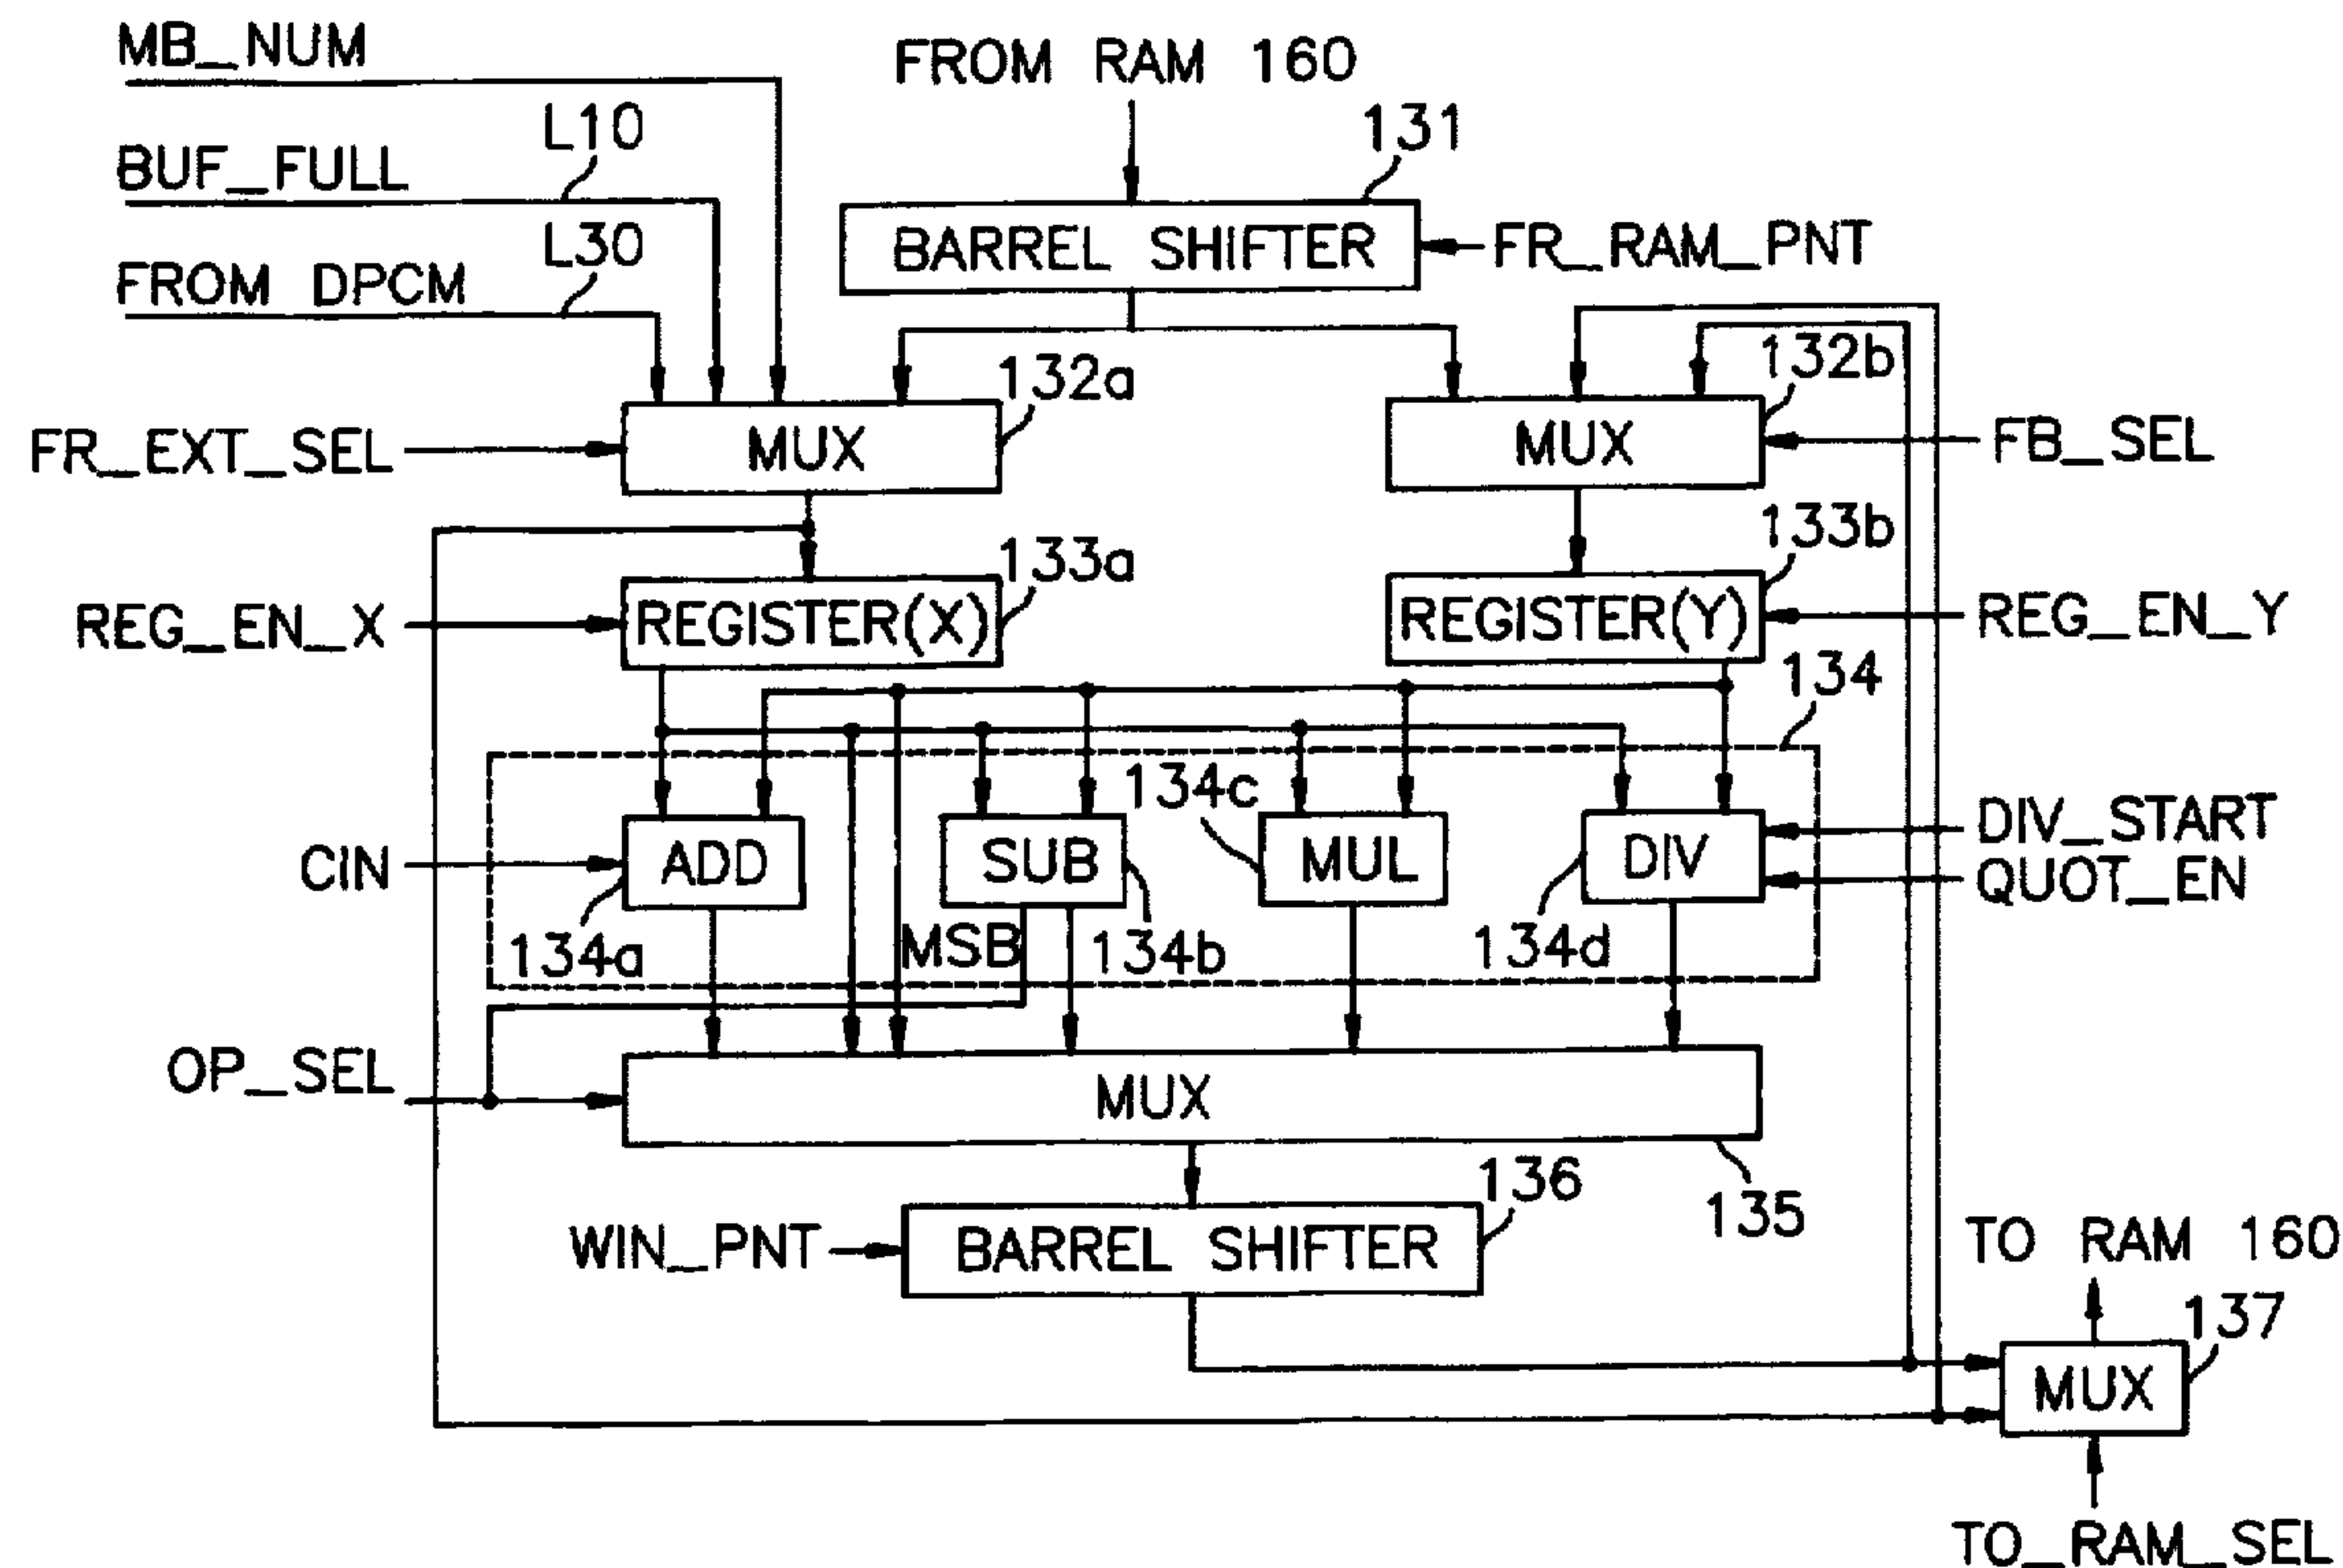 MB_NUM
FROM RAM 160
L10
131
BUF_FULL
BARREL SHIFTER
FR_RAM_PNT
L30
FROM DPCM
132a
132b
FR_EXT_SEL
MUX
MUX
FB_SEL
133a
133b
REG_EN_X
REGISTER(X)
REGISTER(Y)
REG_EN_Y
134
134c
DIV_START
CIN
ADD
SUB
MUL
DIV
QUOT_EN
134a
MSB
134b
134d
OP_SEL
MUX
136
135
WIN_PNT
BARREL SHIFTER
TO RAM 160
137
MUX
TO_RAM_SEL